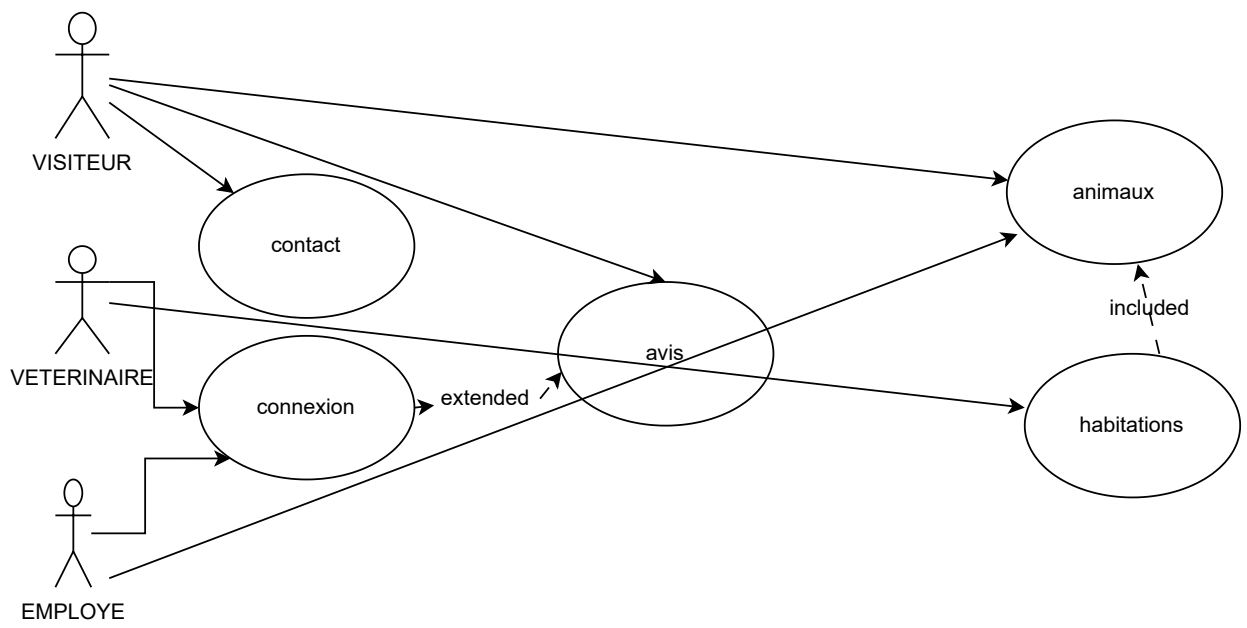 VISITEUR
animaux
contact
included
VETERINAIRE
avis
connexion
extended
habitations
EMPLOYE